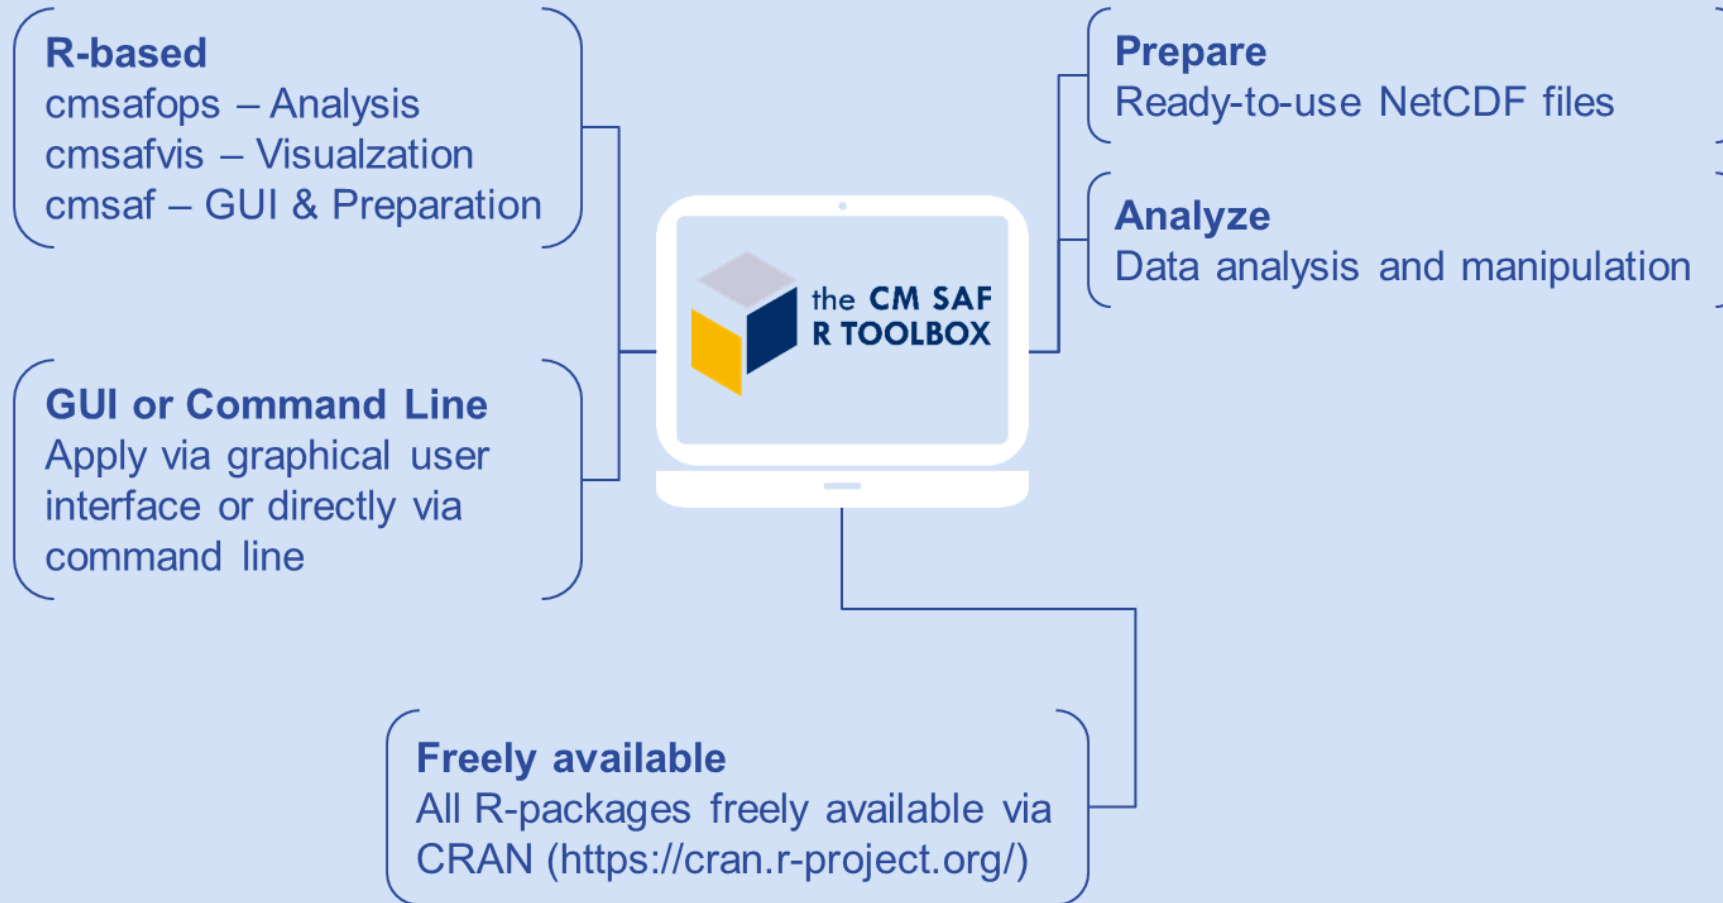 R-based
cmsafops – Analysis
cmsafvis – Visualzation
cmsaf – GUI & Preparation
GUI or Command Line
Apply via graphical user
interface or directly via
command line
the CM SAF
R TOOLBOX
Prepare
Ready-to-use NetCDF files
Analyze
Data analysis and manipulation
Freely available
All R-packages freely available via
CRAN (https://cran.r-project.org/)